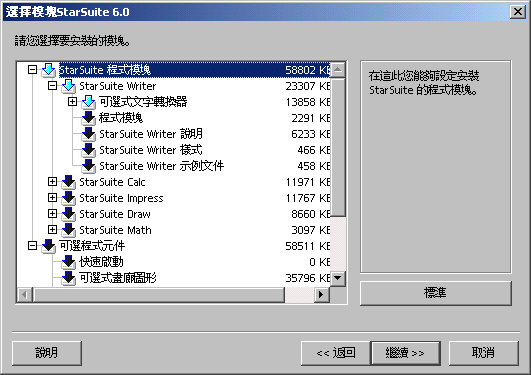 選擇模塊StarSuite 6.0
請您選擇要安裝的模塊。
StarSuite 程式模塊 58802 KB
StarSuite Writer 23307 KB
可選式文字轉換器 13858 KB
程式模塊 2291 KB
StarSuite Writer 說明 6233 KB
StarSuite Writer 樣式 466 KB
StarSuite Writer 示例文件 458 KB
StarSuite Calc 11971 KB
StarSuite Impress 11767 KB
StarSuite Draw 8660 KB
StarSuite Math 3097 KB
可選程式元件 58511 KB
快速啟動 0 KB
可選式畫廊圖形 35796 KB
在這此您能夠設定安裝
StarSuite 的程式模塊。
標準
說明
<< 返回
繼續 >>
取消